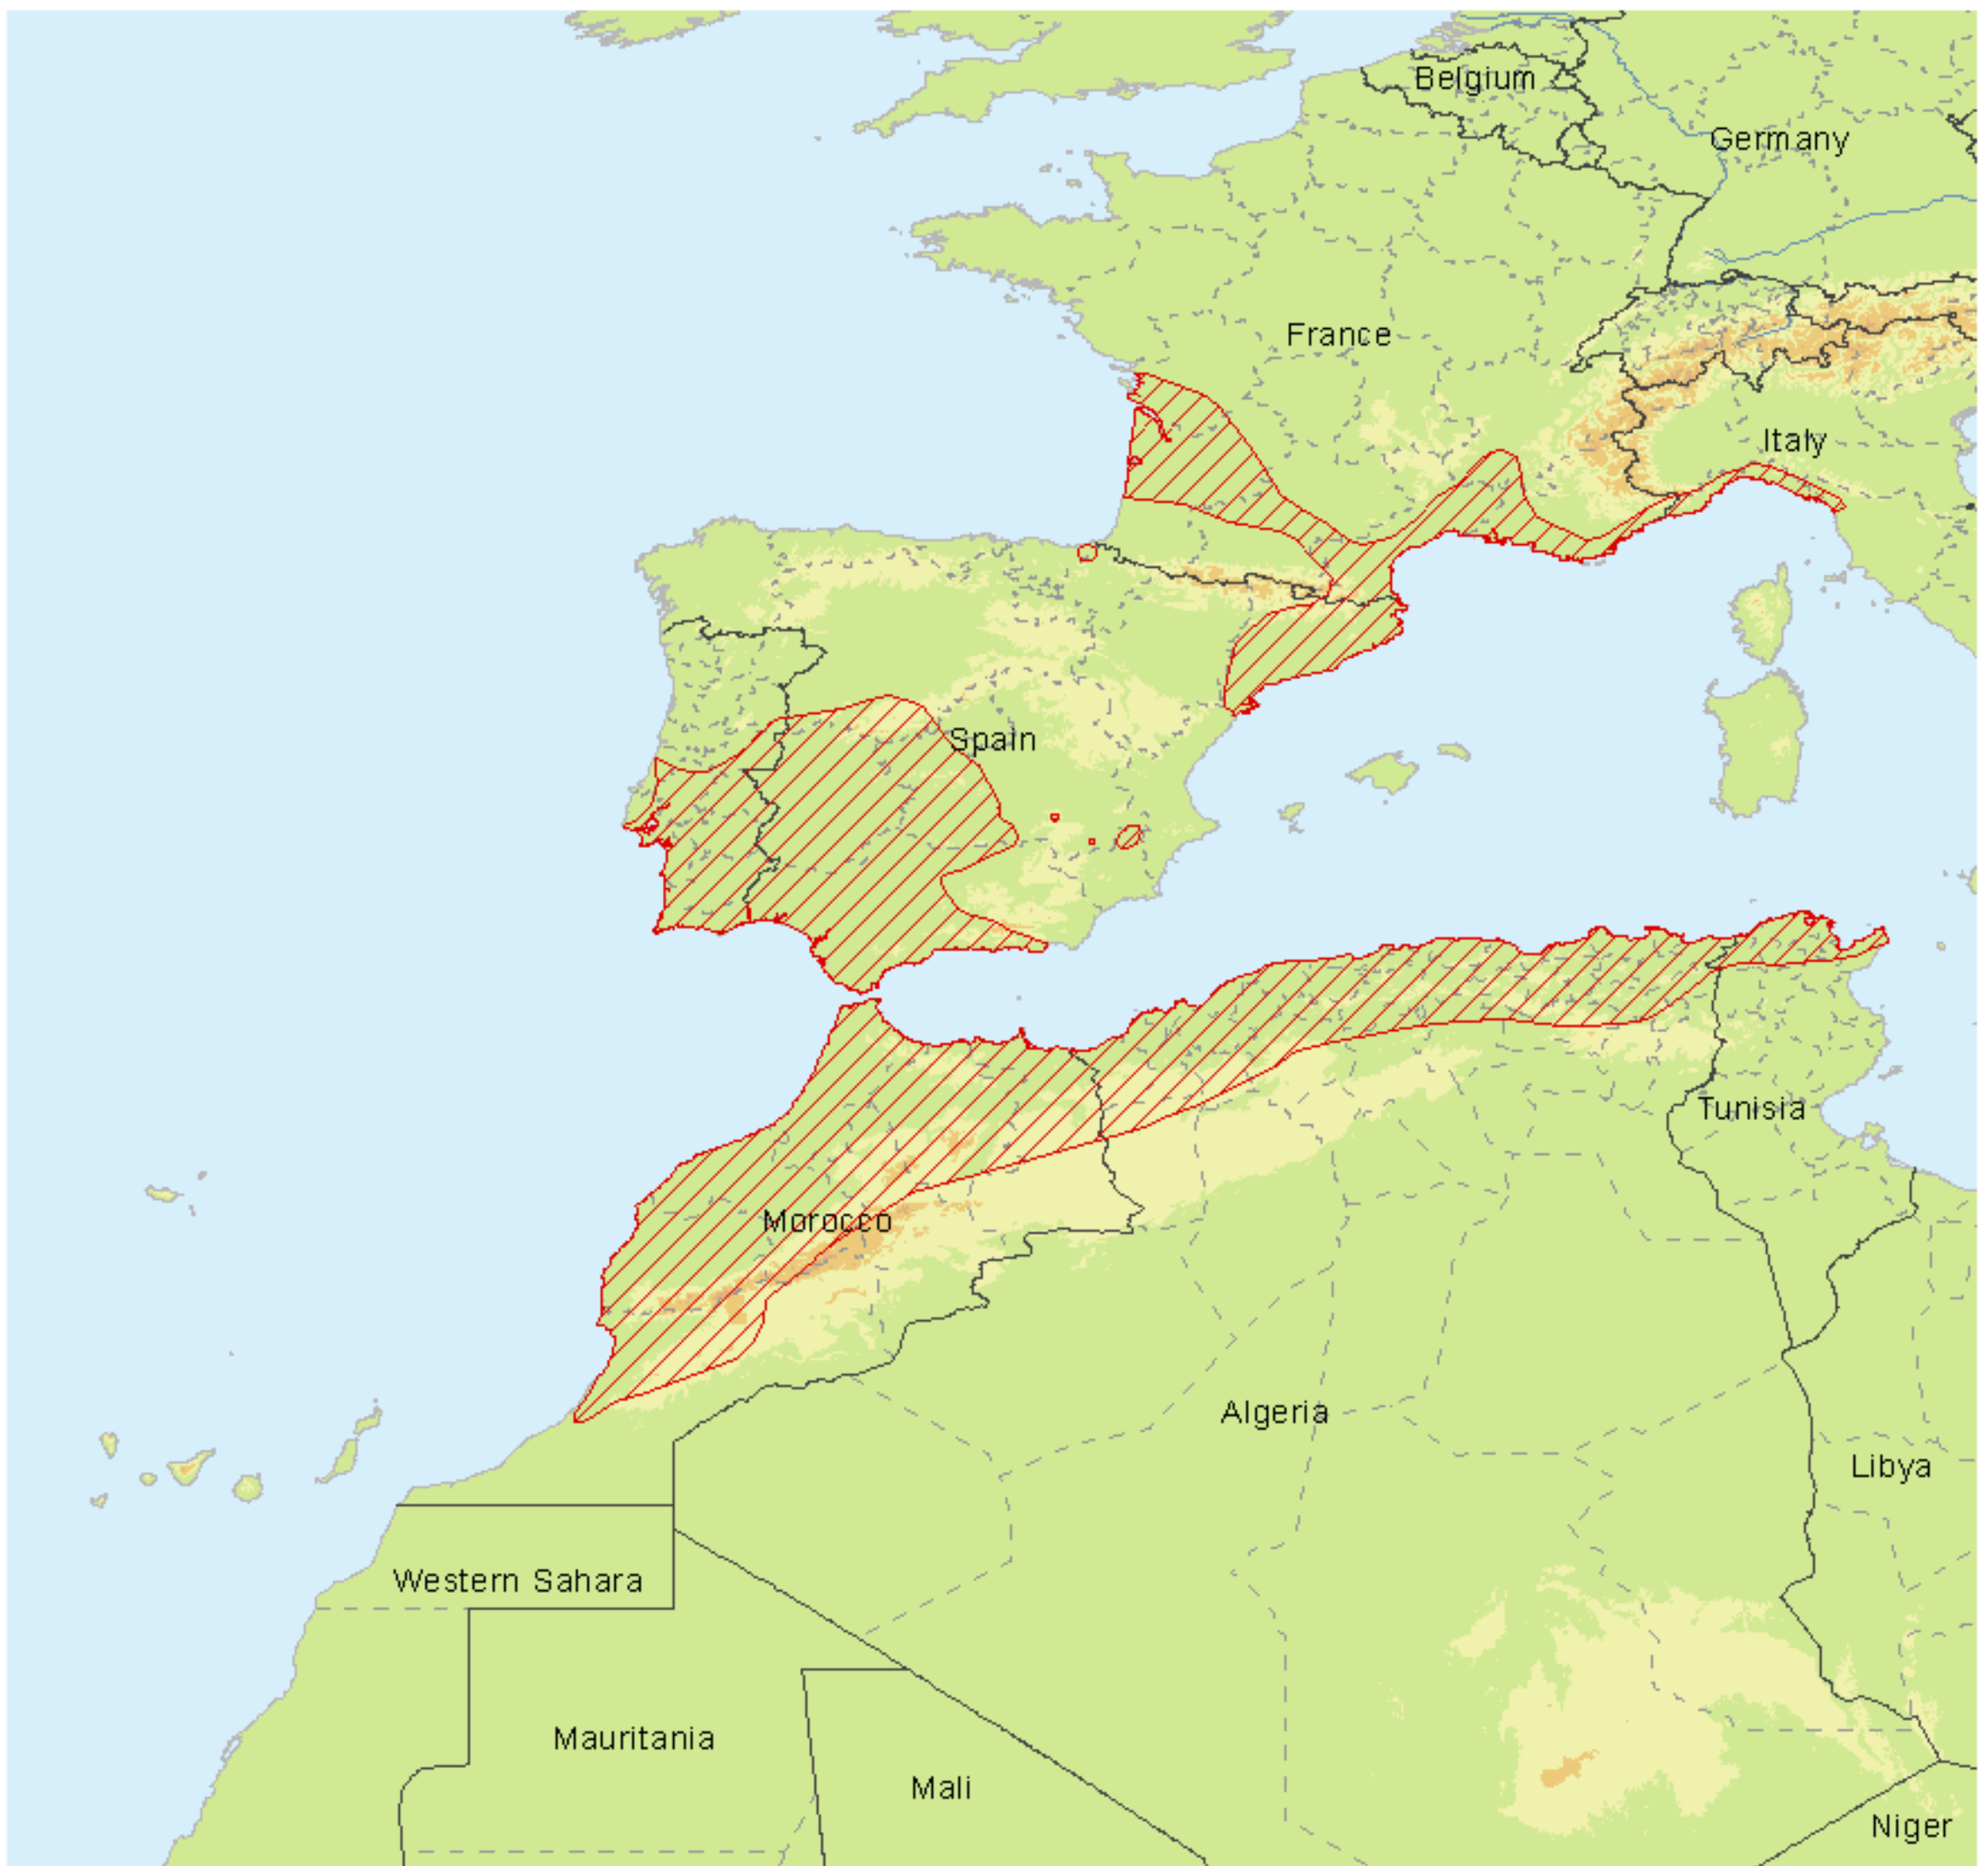 Belgium
Germany
France
Italy
Spain
Tunisia
Morocco
Algeria
Libya
Western Sahara
Mauritania
Mali
Niger